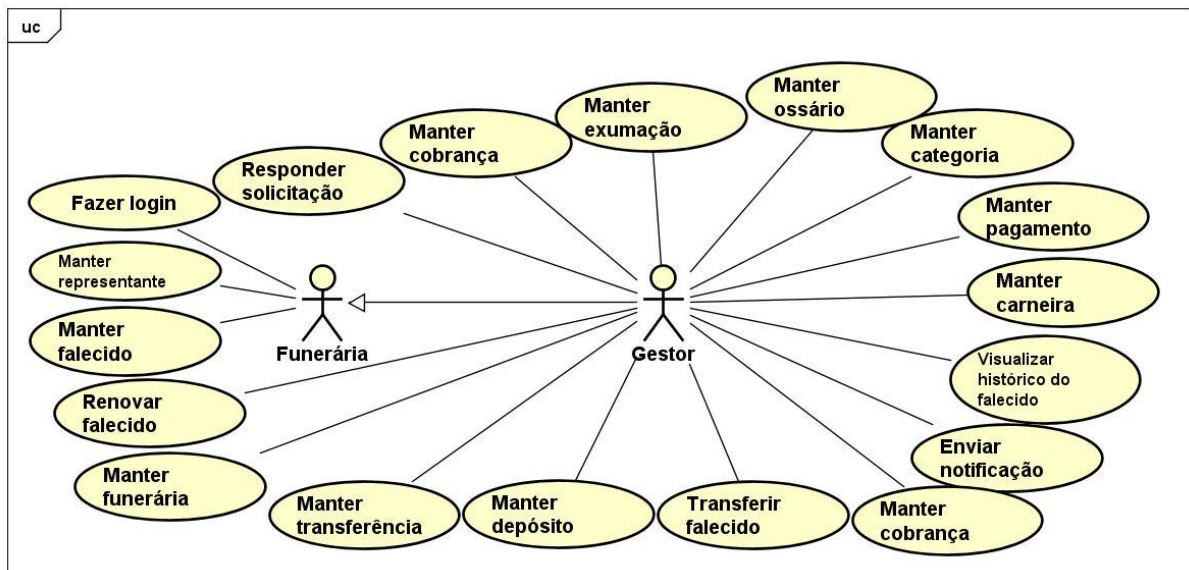 uc
Manter
ossário
Manter
exumação
Manter
cobrança
Manter
categoria
Responder
solicitação
Fazer login
Manter
pagamento
Manter
representante
Manter
carneira
Manter
falecido
Funerária
Gestor
Visualizar
histórico do
falecido
Renovar
falecido
Enviar
notificação
Manter
funerária
Manter
transferência
Manter
depósito
Transferir
falecido
Manter
cobrança